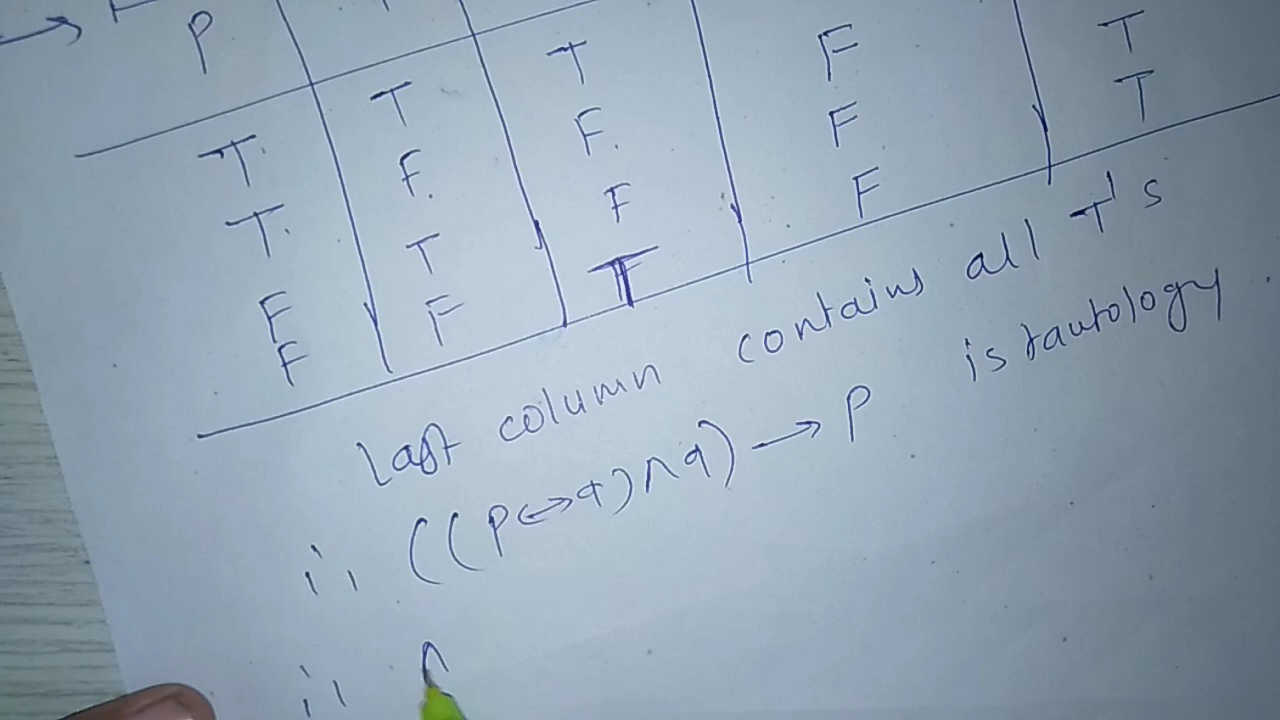 → P
T T T F T
T F F F T
F T F F
F F T
Last column contains all T's
∴ ((P↔q)∧q)→P is tautology.
∴